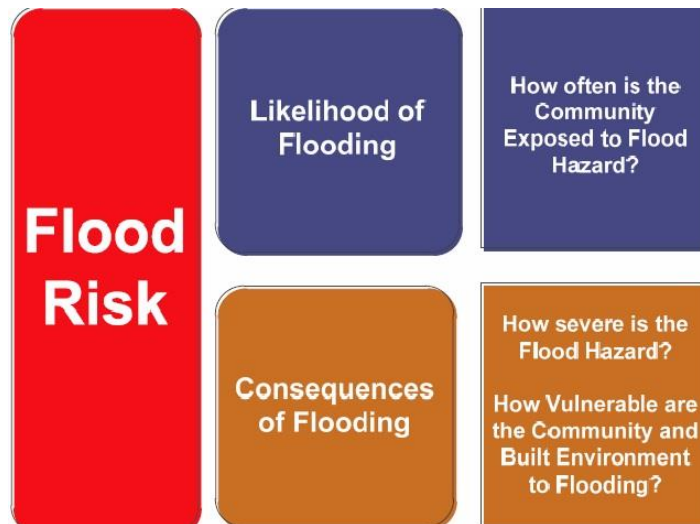 Flood
Risk
Likelihood of
Flooding
How often is the
Community
Exposed to Flood
Hazard?
Consequences
of Flooding
How severe is the
Flood Hazard?
How Vulnerable are
the Community and
Built Environment
to Flooding?